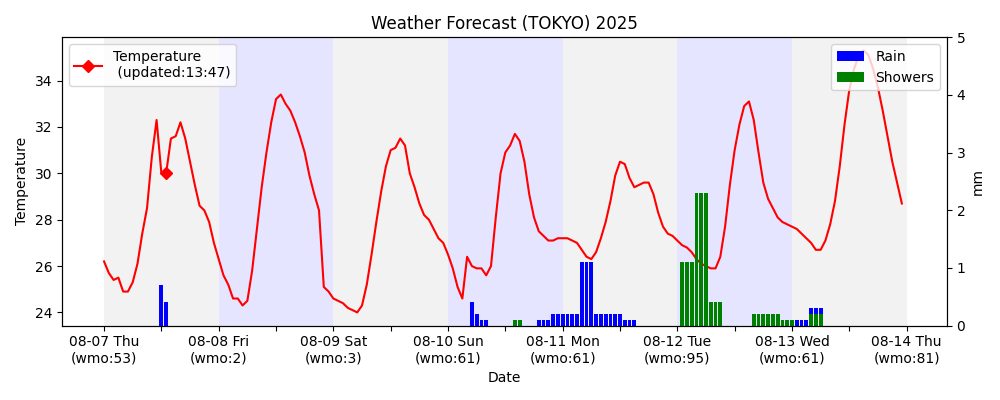 Weather Forecast (TOKYO) 2025
Temperature
(updated:13:47)
Rain
Showers
Temperature
34
32
30
28
26
24
5
4
3
2
1
0
mm
08-07 Thu
(wmo:53)
08-08 Fri
(wmo:2)
08-09 Sat
(wmo:3)
08-10 Sun
(wmo:61)
08-11 Mon
(wmo:61)
08-12 Tue
(wmo:95)
08-13 Wed
(wmo:61)
08-14 Thu
(wmo:81)
Date